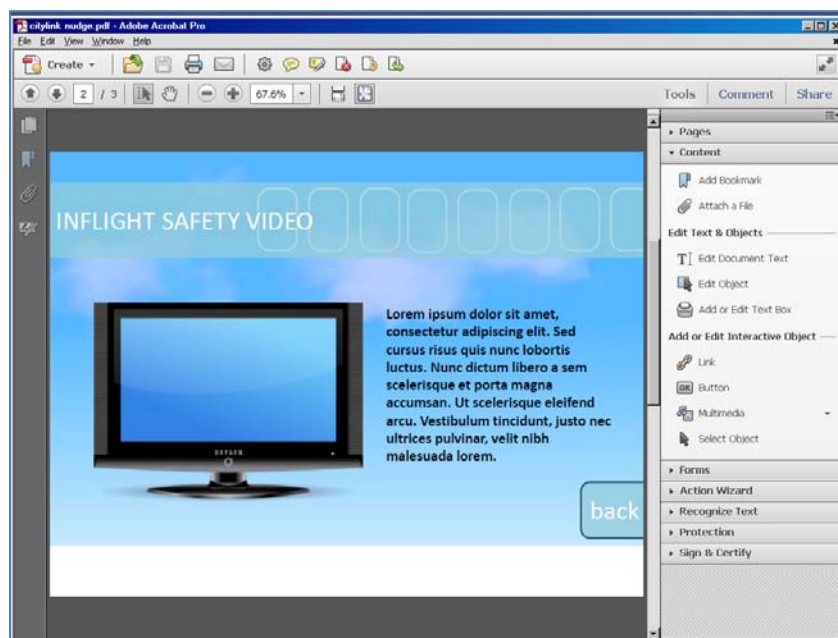 citylink nudge.pdf - Adobe Acrobat Pro
File Edit View Window Help
Create
2 / 3 67.6% Tools Comment Share
Pages
Content
Add Bookmark
Attach a File
Edit Text & Objects
Edit Document Text
Edit Object
Add or Edit Text Box
Add or Edit Interactive Object
Link
OK Button
Multimedia
Select Object
Forms
Action Wizard
Recognize Text
Protection
Sign & Certify
INFLIGHT SAFETY VIDEO
Lorem ipsum dolor sit amet,
consectetur adipiscing elit. Sed
cursus risus quis nunc lobortis
luctus. Nunc dictum libero a sem
scelerisque et porta magna
accumsan. Ut scelerisque eleifend
arcu. Vestibulum tincidunt, justo nec
ultrices pulvinar, velit nibh
malesuada lorem.
OXYGEN
back